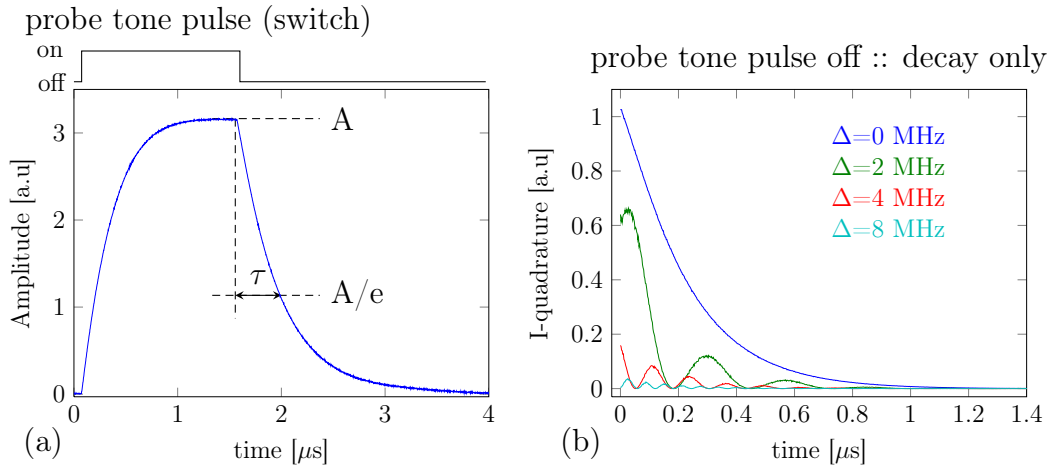 probe tone pulse (switch)
on
off
3
2
1
0
Amplitude [a.u]
A
τ
A/e
0 1 2 3 4
time [μs]
(a)
probe tone pulse off :: decay only
1
0.8
0.6
0.4
0.2
0
I-quadrature [a.u]
Δ=0 MHz
Δ=2 MHz
Δ=4 MHz
Δ=8 MHz
0 0.2 0.4 0.6 0.8 1 1.2 1.4
time [μs]
(b)